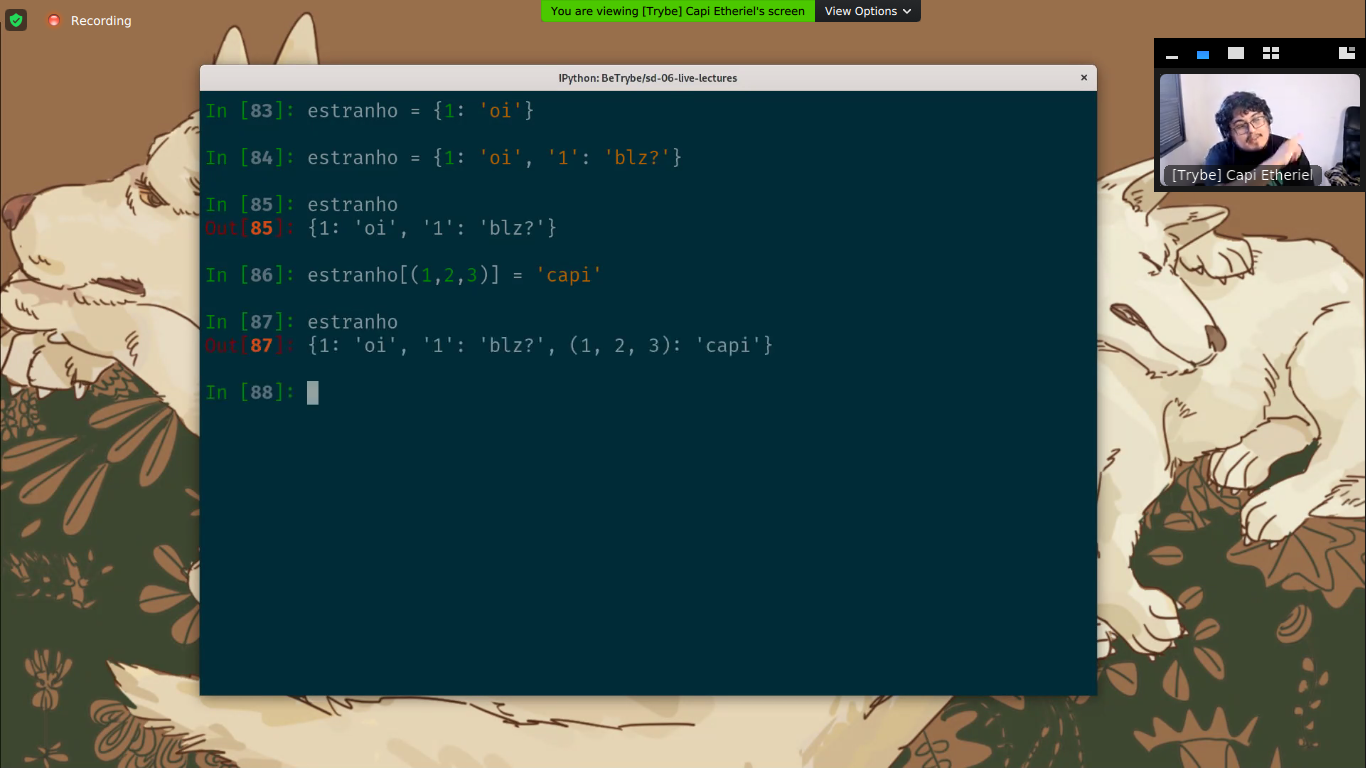 Recording
You are viewing [Trybe] Capi Etheriel's screen
View Options
IPython: BeTrybe/sd-06-live-lectures
×
In [83]: estranho = {1: 'oi'}
In [84]: estranho = {1: 'oi', '1': 'blz?'}
In [85]: estranho
Out[85]: {1: 'oi', '1': 'blz?'}
In [86]: estranho[(1,2,3)] = 'capi'
In [87]: estranho
Out[87]: {1: 'oi', '1': 'blz?', (1, 2, 3): 'capi'}
In [88]:
[Trybe] Capi Etheriel